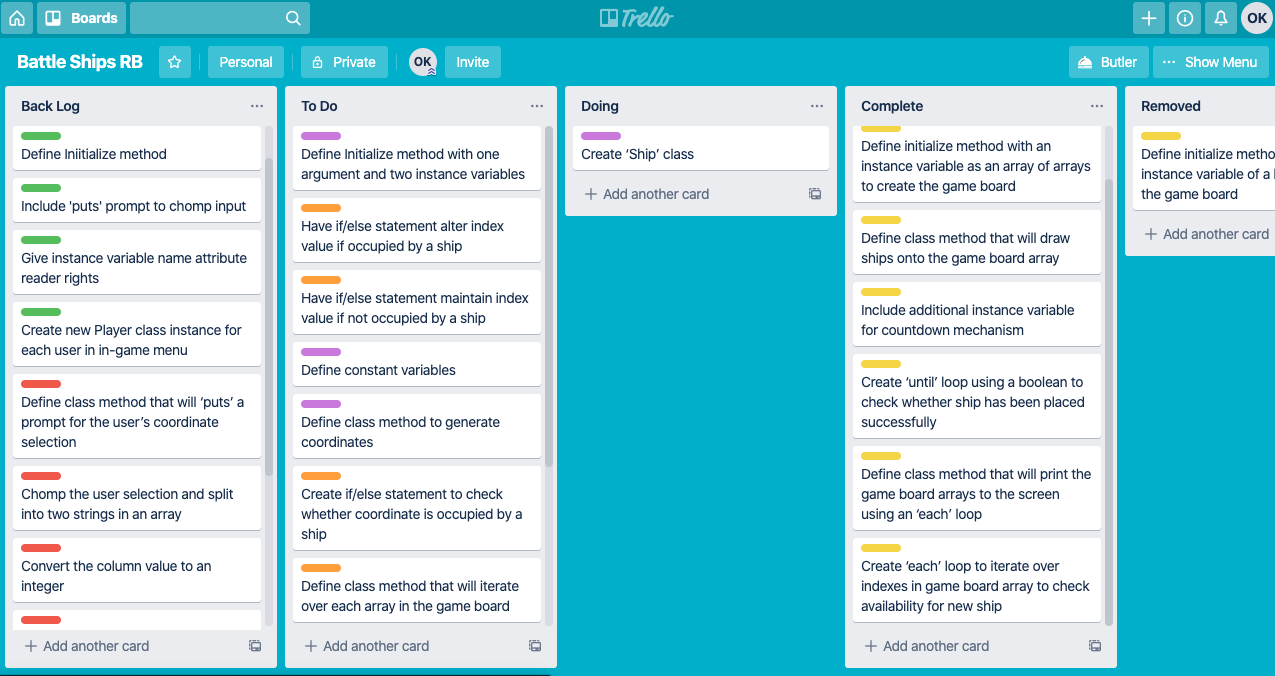 Boards
Trello
OK
Battle Ships RB
Personal
Private
OK
Invite
Butler
Show Menu
Back Log
Define Iniitialize method
Include 'puts' prompt to chomp input
Give instance variable name attribute
reader rights
Create new Player class instance for
each user in in-game menu
Define class method that will ‘puts’ a
prompt for the user’s coordinate
selection
Chomp the user selection and split
into two strings in an array
Convert the column value to an
integer
Add another card
To Do
Define Initialize method with one
argument and two instance variables
Have if/else statement alter index
value if occupied by a ship
Have if/else statement maintain index
value if not occupied by a ship
Define constant variables
Define class method to generate
coordinates
Create if/else statement to check
whether coordinate is occupied by a
ship
Define class method that will iterate
over each array in the game board
Add another card
Doing
Create ‘Ship’ class
Add another card
Complete
Define initialize method with an
instance variable as an array of arrays
to create the game board
Define class method that will draw
ships onto the game board array
Include additional instance variable
for countdown mechanism
Create ‘until’ loop using a boolean to
check whether ship has been placed
successfully
Define class method that will print the
game board arrays to the screen
using an ‘each’ loop
Create ‘each’ loop to iterate over
indexes in game board array to check
availability for new ship
Add another card
Removed
Define initialize metho
instance variable of a
the game board
Add another card